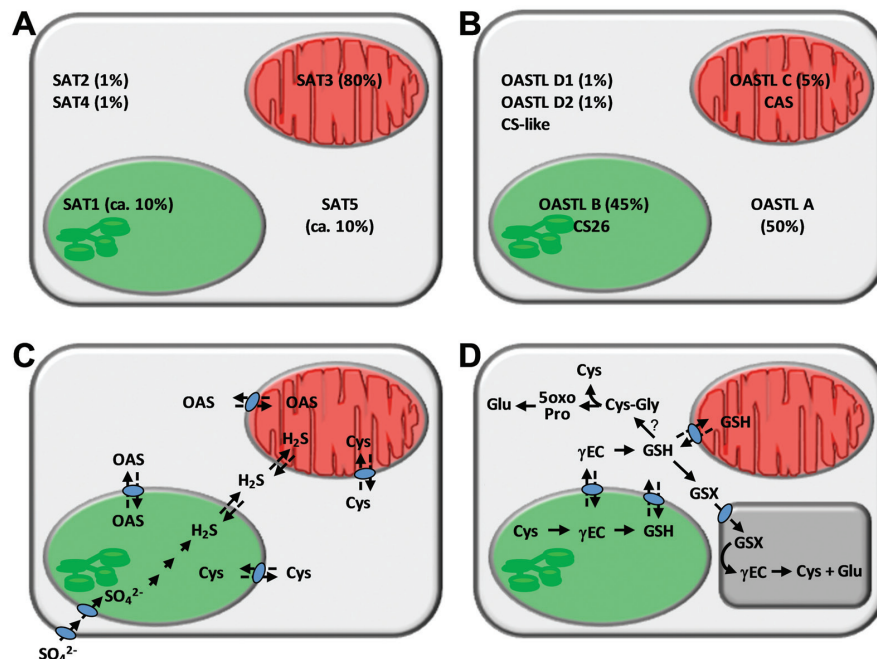 A
SAT2 (1%)
SAT4 (1%)
SAT3 (80%)
SAT1 (ca. 10%)
SAT5
(ca. 10%)
B
OASTL D1 (1%)
OASTL D2 (1%)
CS-like
OASTL C (5%)
CAS
OASTL B (45%)
CS26
OASTL A
(50%)
C
OAS
OAS
H₂S
Cys
Cys
OAS
OAS
H₂S
H₂S
Cys
Cys
SO₄²⁻
SO₄²⁻
D
Cys
Glu
5oxo
Pro
Cys-Gly
?
GSH
γEC
GSH
GSX
Cys
γEC
GSH
GSX
γEC
Cys + Glu